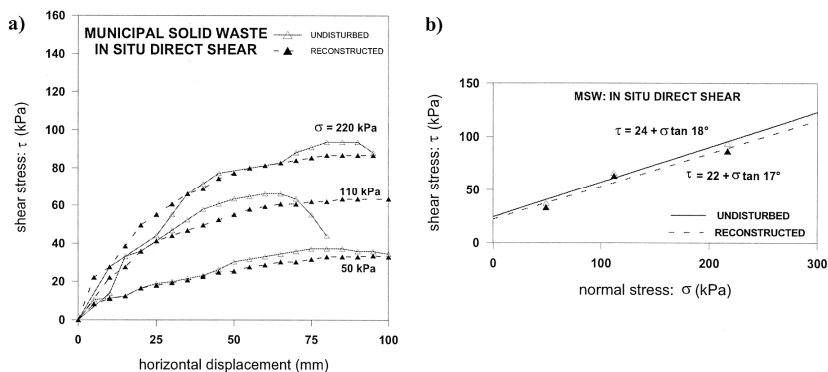 a)
MUNICIPAL SOLID WASTE
IN SITU DIRECT SHEAR
UNDISTURBED
RECONSTRUCTED
σ = 220 kPa
110 kPa
50 kPa
160
140
120
100
80
60
40
20
0
0 25 50 75 100
shear stress: τ (kPa)
horizontal displacement (mm)
b)
MSW: IN SITU DIRECT SHEAR
τ = 24 + σ tan 18°
τ = 22 + σ tan 17°
UNDISTURBED
RECONSTRUCTED
150
100
50
0
0 100 200 300
shear stress: τ (kPa)
normal stress: σ (kPa)